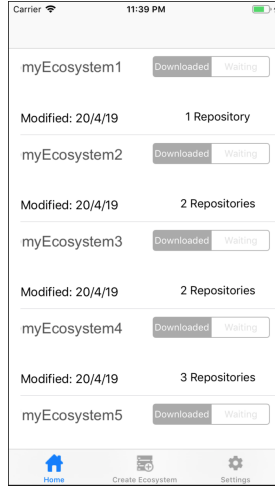 Carrier 11:39 PM
myEcosystem1 Downloaded Waiting
Modified: 20/4/19 1 Repository
myEcosystem2 Downloaded Waiting
Modified: 20/4/19 2 Repositories
myEcosystem3 Downloaded Waiting
Modified: 20/4/19 2 Repositories
myEcosystem4 Downloaded Waiting
Modified: 20/4/19 3 Repositories
myEcosystem5 Downloaded Waiting
Home Create Ecosystem Settings